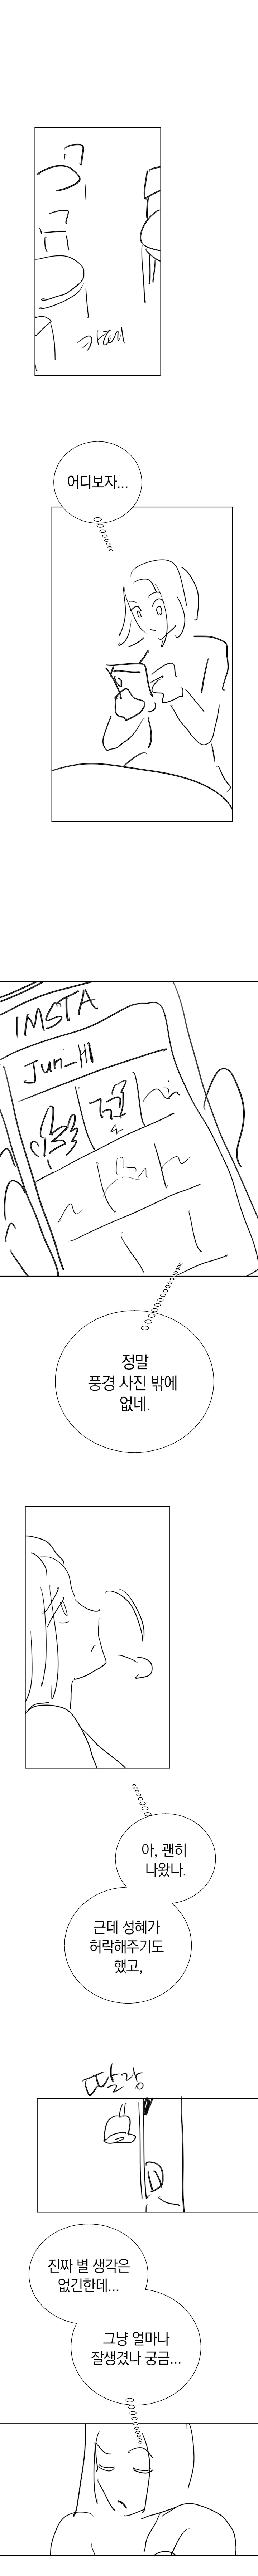 카페
어디보자...
IMSTA
Jun_HI
정말
풍경 사진 밖에
없네.
아, 괜히
나왔나.
근데 성혜가
허락해주기도
했고,
딸랑
진짜 별 생각은
없긴한데...
그냥 얼마나
잘생겼나 궁금...